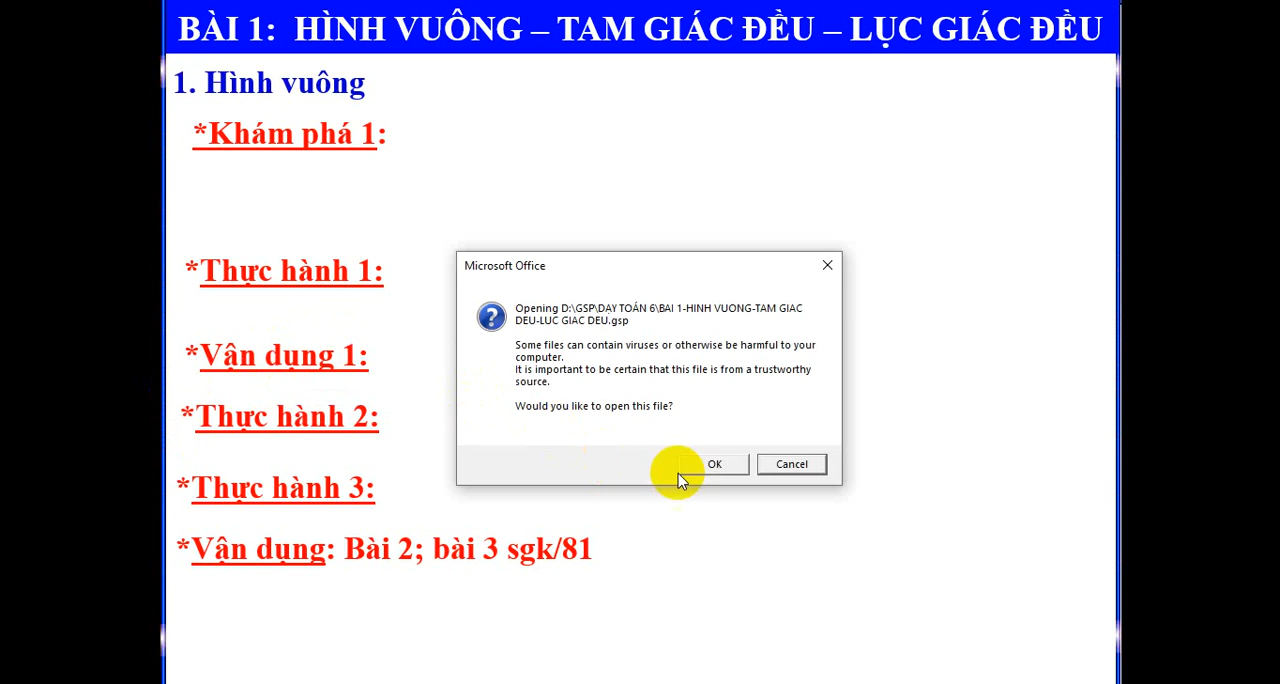 BÀI 1: HÌNH VUÔNG – TAM GIÁC ĐỀU – LỤC GIÁC ĐỀU
1. Hình vuông
*Khám phá 1:
*Thực hành 1:
*Vận dụng 1:
*Thực hành 2:
*Thực hành 3:
*Vận dụng: Bài 2; bài 3 sgk/81
Microsoft Office
Opening D:\GSP\DẠY TOÁN 6\BAI 1-HINH VUONG-TAM GIAC
DEU-LUC GIAC DEU.gsp
Some files can contain viruses or otherwise be harmful to your
computer.
It is important to be certain that this file is from a trustworthy
source.
Would you like to open this file?
OK
Cancel